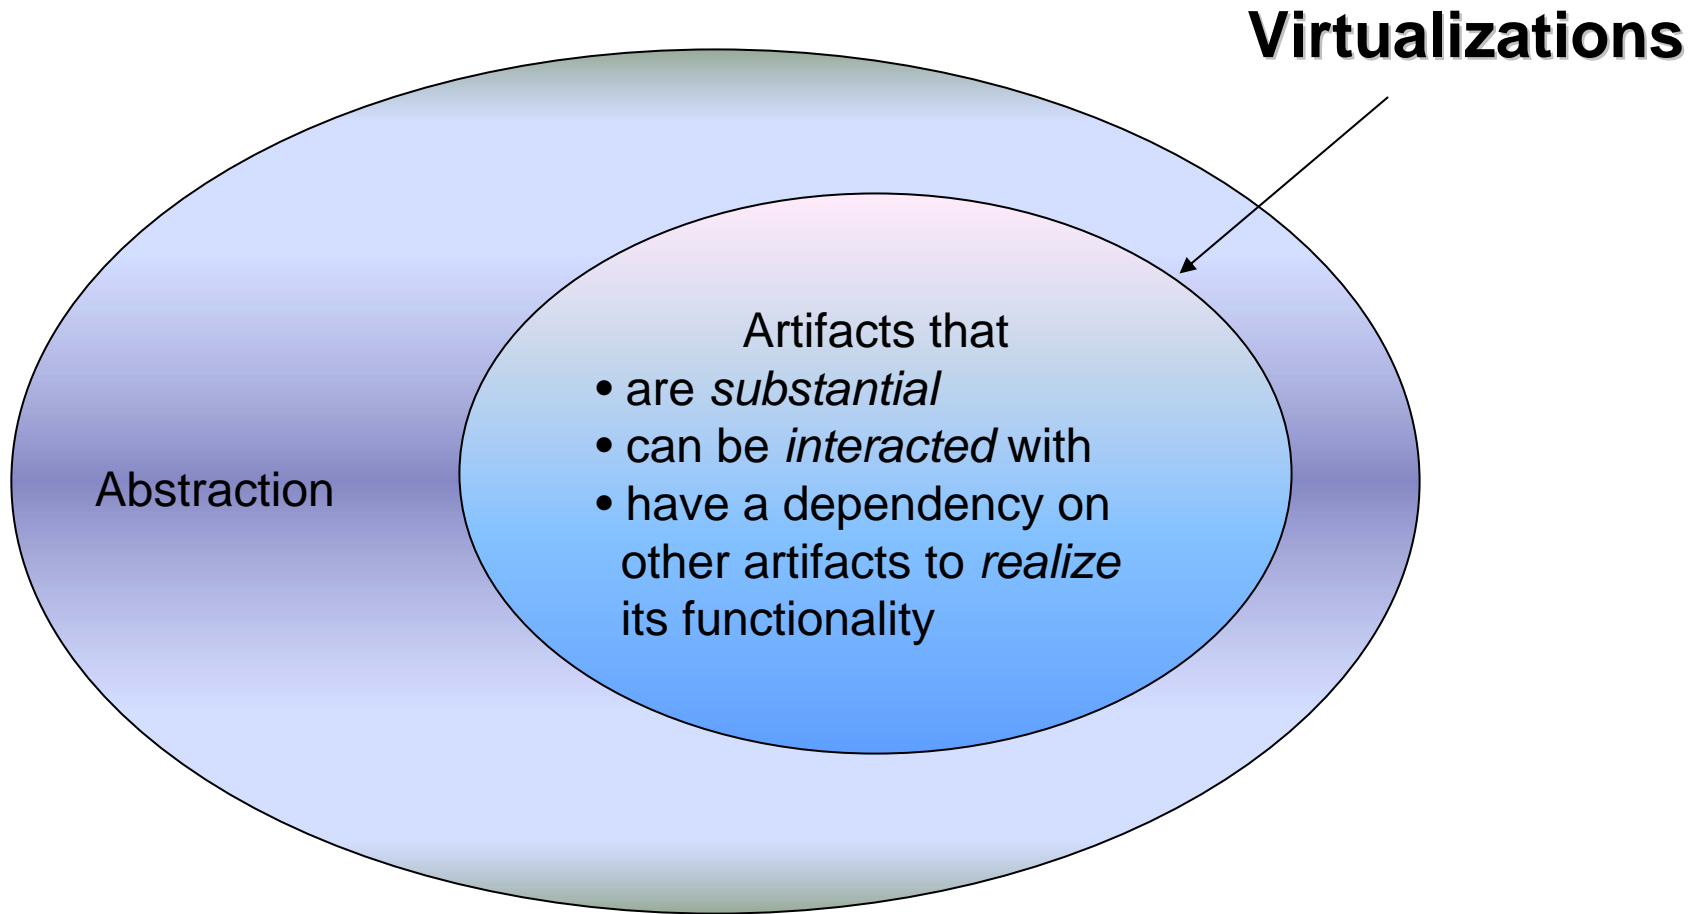 Virtualizations
Artifacts that
• are substantial
• can be interacted with
• have a dependency on
other artifacts to realize
its functionality
Abstraction